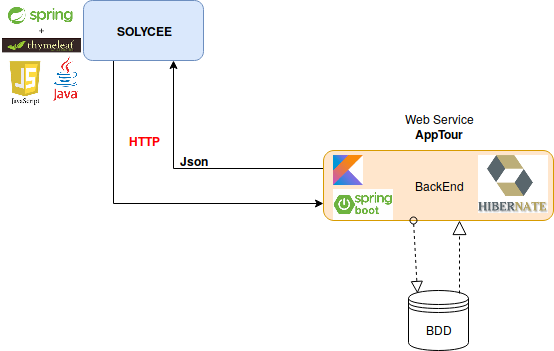 spring
+
thymeleaf
JS
JavaScript
Java
SOLYCEE
HTTP
Json
Web Service
AppTour
BackEnd
spring
boot
HIBERNATE
BDD